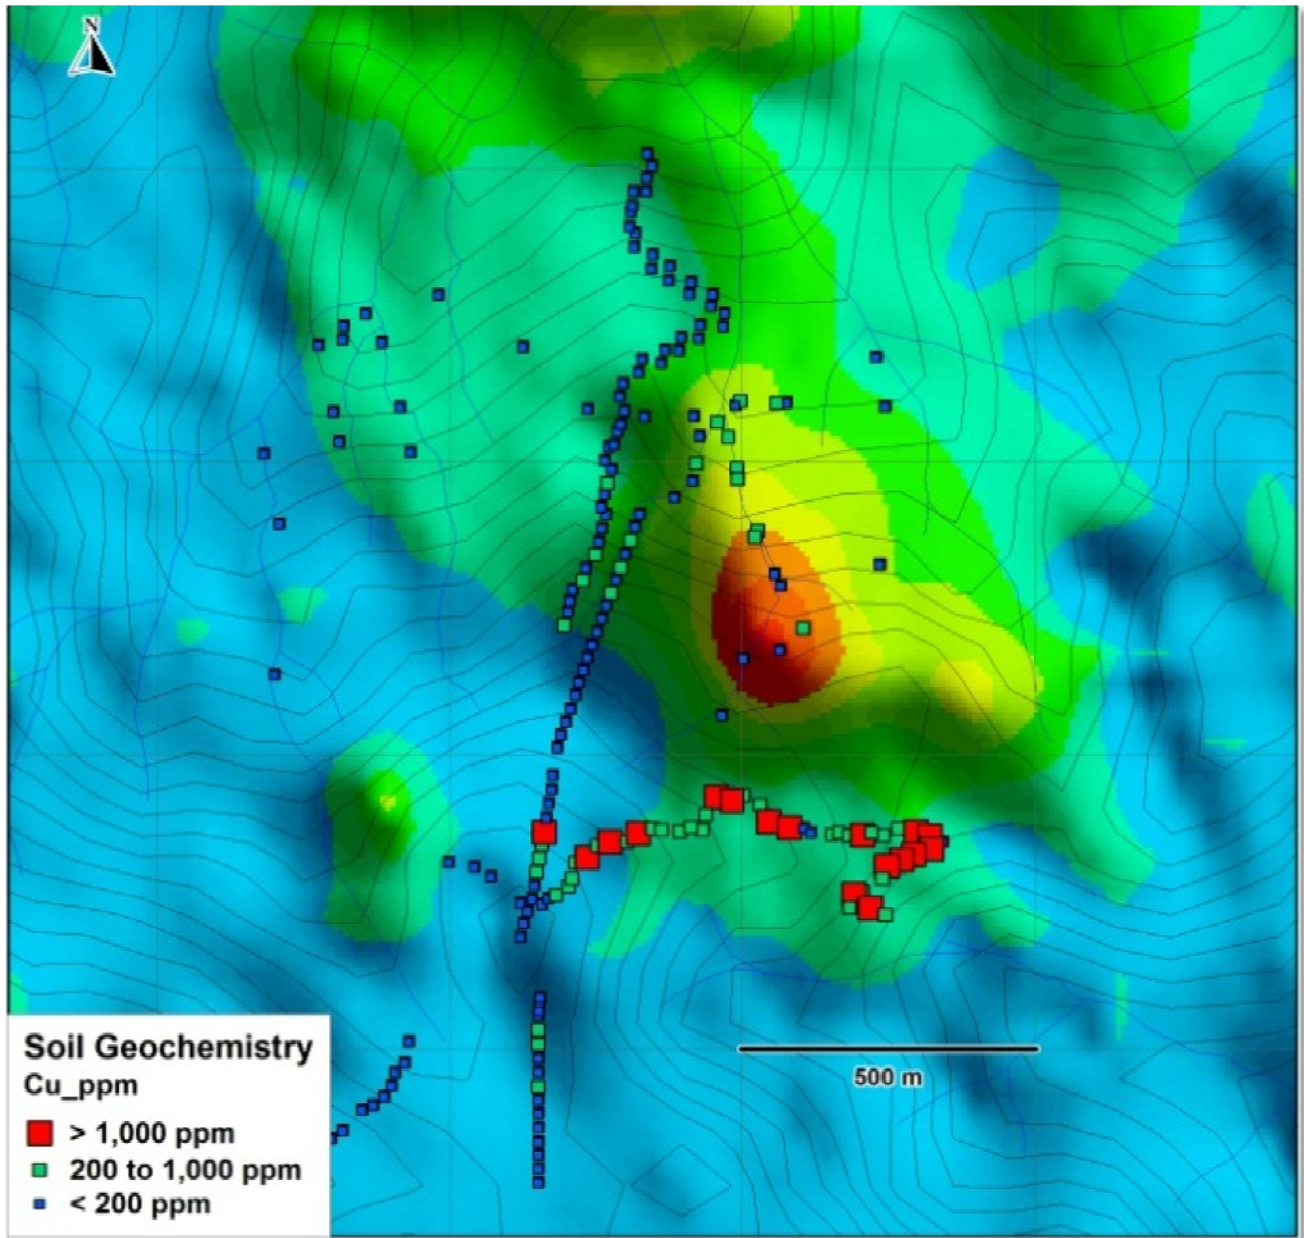 N
Soil Geochemistry
Cu_ppm
> 1,000 ppm
200 to 1,000 ppm
< 200 ppm
500 m